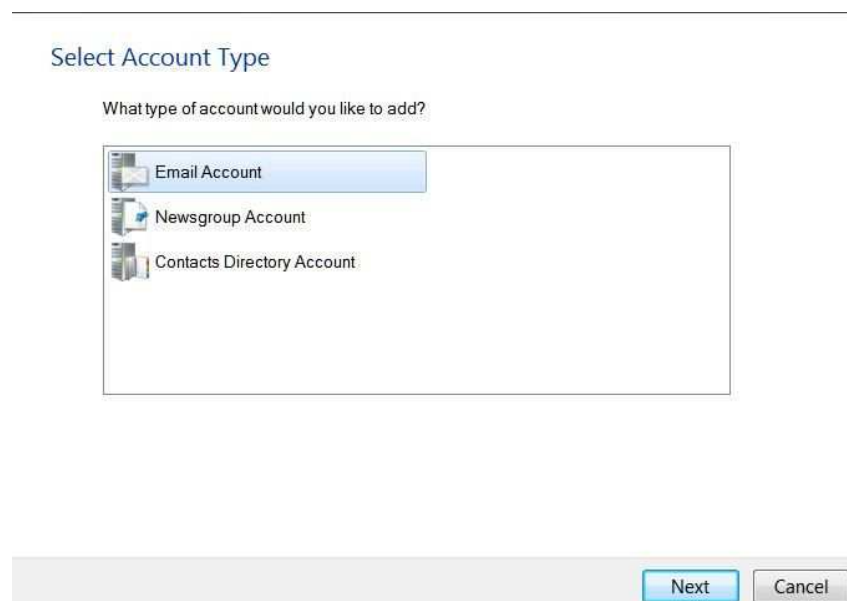 Select Account Type
What type of account would you like to add?
Email Account
Newsgroup Account
Contacts Directory Account
Next
Cancel